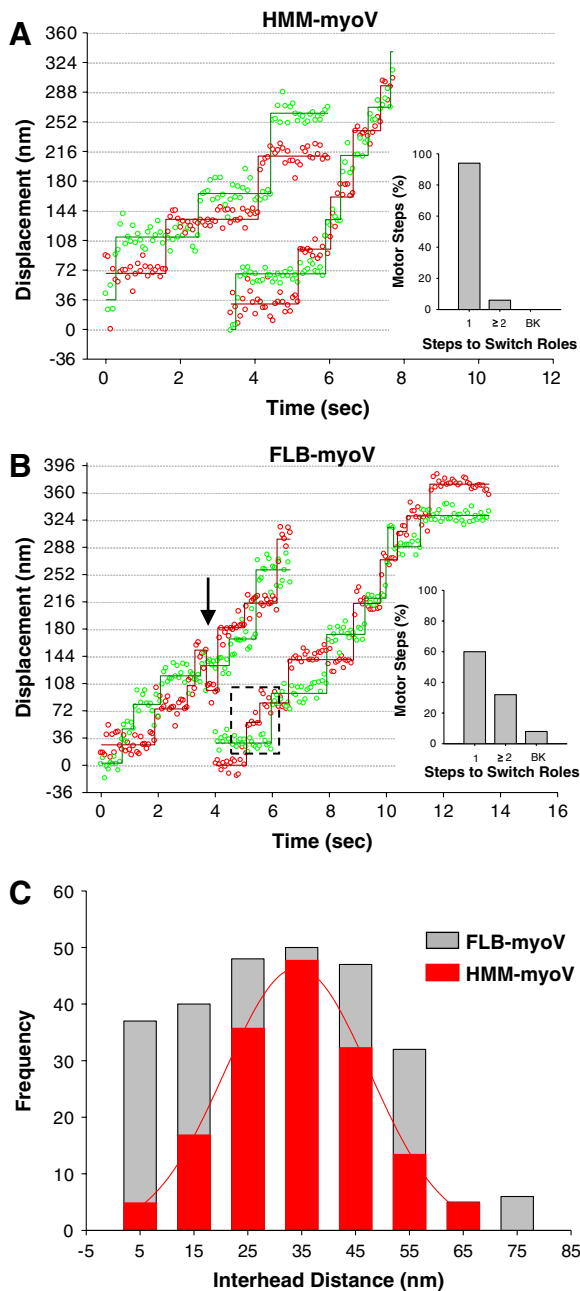 A
HMM-myoV
Displacement (nm)
360
324
288
252
216
180
144
108
72
36
0
-36
0 2 4 6 8 10 12
Time (sec)
Motor Steps (%)
100
80
60
40
20
0
1 ≥ 2 BK
Steps to Switch Roles
B
FLB-myoV
Displacement (nm)
396
360
324
288
252
216
180
144
108
72
36
0
-36
0 2 4 6 8 10 12 14 16
Time (sec)
Motor Steps (%)
100
80
60
40
20
0
1 ≥ 2 BK
Steps to Switch Roles
C
Frequency
60
50
40
30
20
10
0
-5 5 15 25 35 45 55 65 75 85
Interhead Distance (nm)
FLB-myoV
HMM-myoV